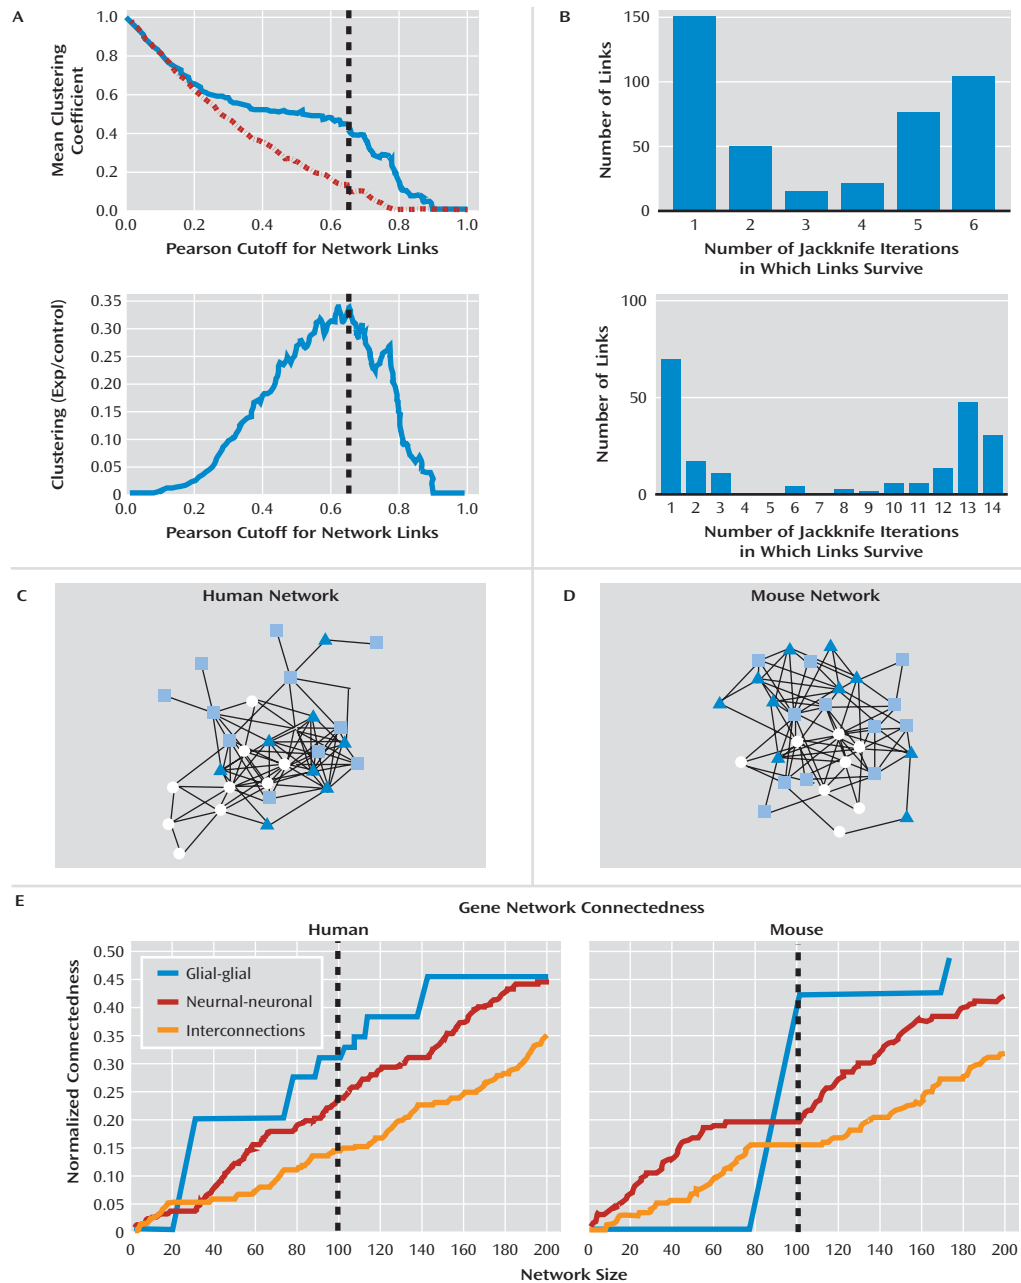 A
Mean Clustering
Coefficient
1.0
0.8
0.6
0.4
0.2
0.0
0.0 0.2 0.4 0.6 0.8 1.0
Pearson Cutoff for Network Links
Clustering (Exp/control)
0.35
0.30
0.25
0.20
0.15
0.10
0.05
0
0.0 0.2 0.4 0.6 0.8 1.0
Pearson Cutoff for Network Links
B
Number of Links
150
100
50
0
1 2 3 4 5 6
Number of Jackknife Iterations
in Which Links Survive
Number of Links
100
50
0
1 2 3 4 5 6 7 8 9 10 11 12 13 14
Number of Jackknife Iterations
in Which Links Survive
C
Human Network
D
Mouse Network
E
Gene Network Connectedness
Human
Mouse
Normalized Connectedness
0.50
0.45
0.40
0.35
0.30
0.25
0.20
0.15
0.10
0.05
0
Glial-glial
Neurnal-neuronal
Interconnections
0 20 40 60 80 100 120 140 160 180 200
0 20 40 60 80 100 120 140 160 180 200
Network Size